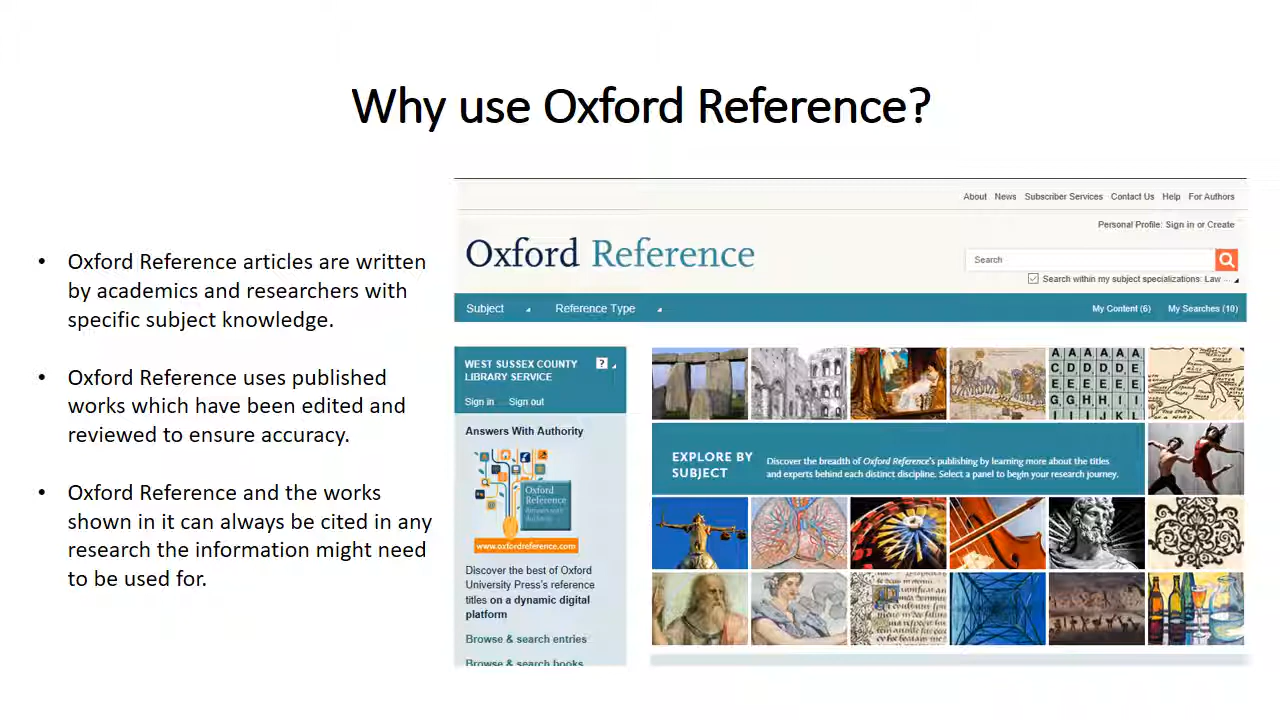 Why use Oxford Reference?
• Oxford Reference articles are written
by academics and researchers with
specific subject knowledge.
• Oxford Reference uses published
works which have been edited and
reviewed to ensure accuracy.
• Oxford Reference and the works
shown in it can always be cited in any
research the information might need
to be used for.
About News Subscriber Services Contact Us Help For Authors
Personal Profile: Sign in or Create
Oxford Reference
Search
Search within my subject specializations: Law ...
Subject Reference Type My Content (6) My Searches (10)
WEST SUSSEX COUNTY ?
LIBRARY SERVICE
Sign in Sign out
Answers With Authority
Oxford
Reference
www.oxfordreference.com
Discover the best of Oxford
University Press's reference
titles on a dynamic digital
platform
Browse & search entries
Browse & search books
A A A A A A
C D D D E
E E E E E
G G H H I
I I I J K L
EXPLORE BY
SUBJECT
Discover the breadth of Oxford Reference's publishing by learning more about the titles
and experts behind each distinct discipline. Select a panel to begin your research journey.